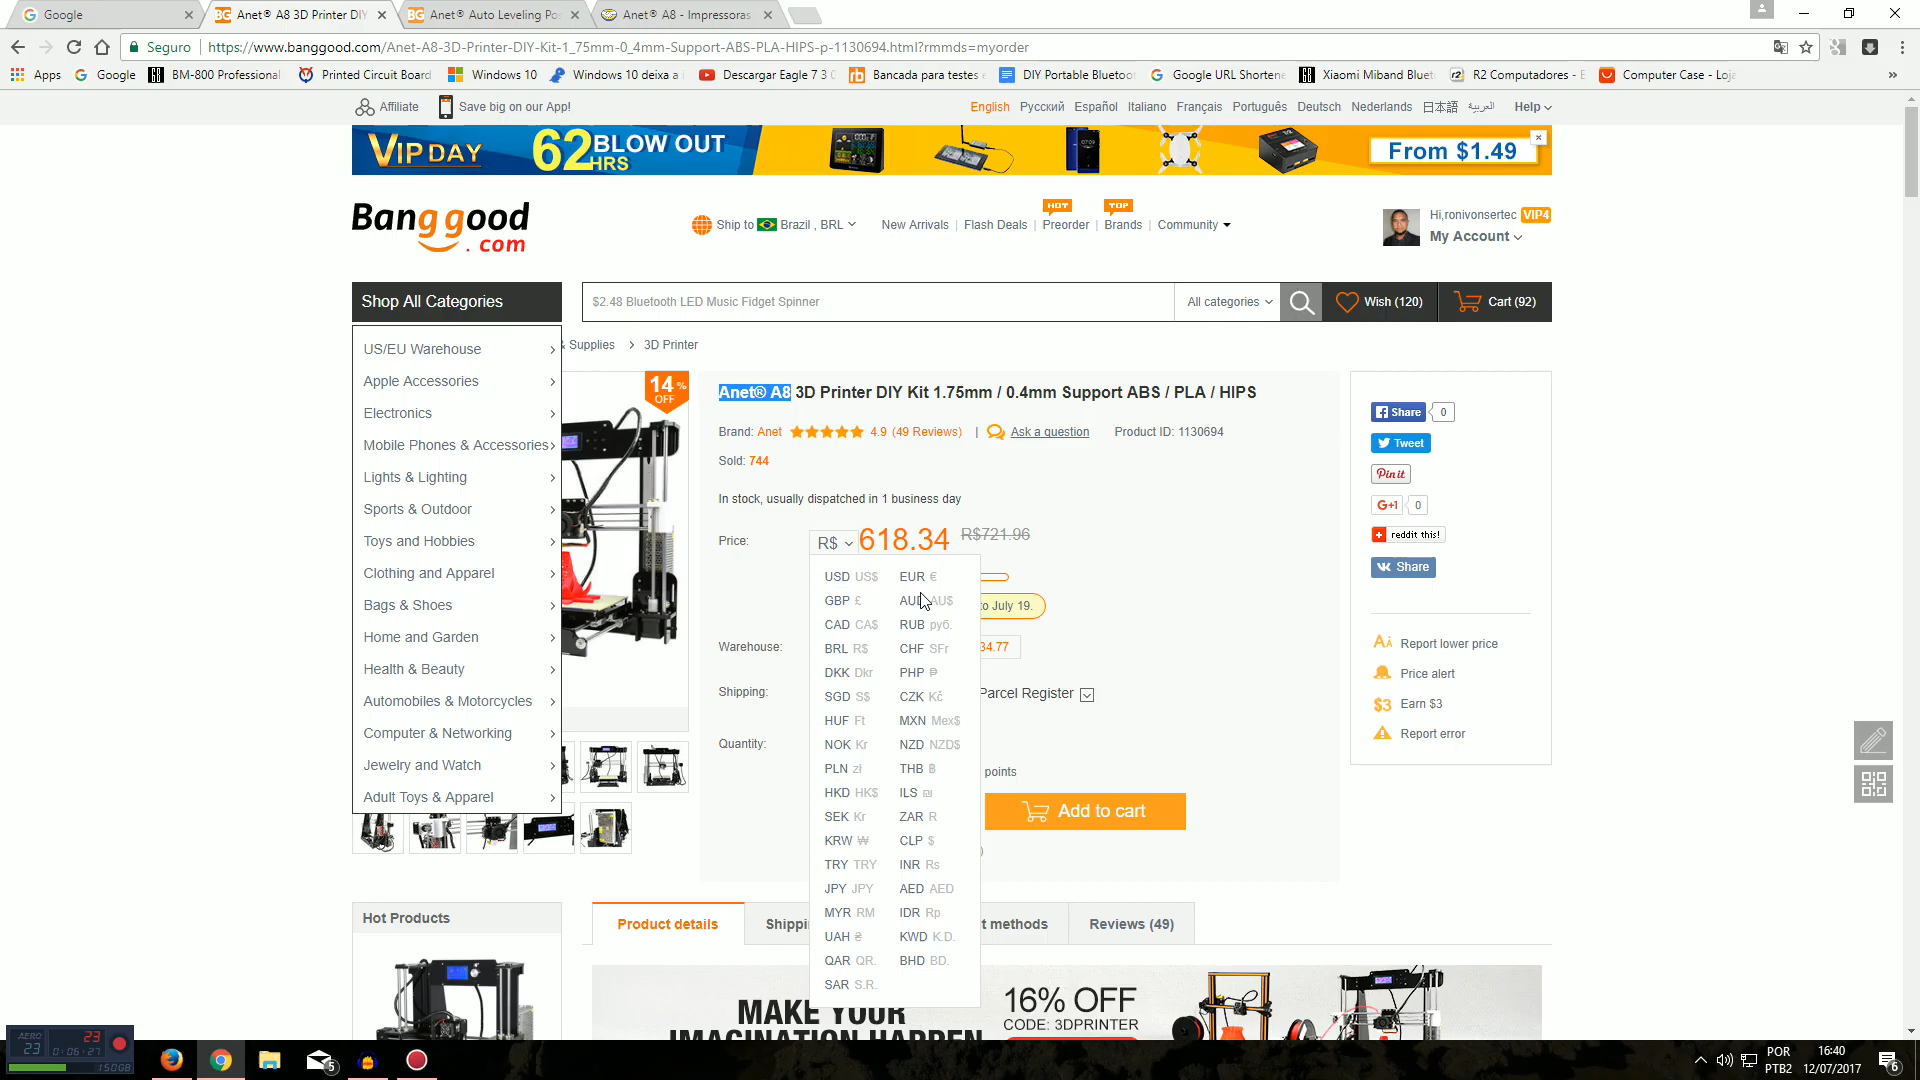 Google
Anet® A8 3D Printer DIY
Anet® Auto Leveling Pos
Anet® A8 - Impressoras
Seguro
https://www.banggood.com/Anet-A8-3D-Printer-DIY-Kit-1_75mm-0_4mm-Support-ABS-PLA-HIPS-p-1130694.html?rmmds=myorder
Apps
Google
BM-800 Professional
Printed Circuit Board
Windows 10
Windows 10 deixa a
Descargar Eagle 7 3
Bancada para testes
DIY Portable Bluetoo
Google URL Shortene
Xiaomi Miband Bluet
R2 Computadores - E
Computer Case - Loja
»
Affiliate
Save big on our App!
English Русский Español Italiano Français Português Deutsch Nederlands 日本語 العربية Help
VIP DAY 62 HRS BLOW OUT From $1.49
Banggood.com
Ship to Brazil , BRL
New Arrivals | Flash Deals | Preorder | Brands | Community
HOT TOP
Hi,ronivonsertec VIP4
My Account
Shop All Categories
$2.48 Bluetooth LED Music Fidget Spinner
All categories
Wish (120)
Cart (92)
& Supplies > 3D Printer
US/EU Warehouse
Apple Accessories
Electronics
Mobile Phones & Accessories
Lights & Lighting
Sports & Outdoor
Toys and Hobbies
Clothing and Apparel
Bags & Shoes
Home and Garden
Health & Beauty
Automobiles & Motorcycles
Computer & Networking
Jewelry and Watch
Adult Toys & Apparel
14% OFF
Anet® A8 3D Printer DIY Kit 1.75mm / 0.4mm Support ABS / PLA / HIPS
Brand: Anet 4.9 (49 Reviews) | Ask a question Product ID: 1130694
Sold: 744
In stock, usually dispatched in 1 business day
Price: R$ 618.34 R$721.96
to July 19.
Warehouse: 34.77
Shipping: Parcel Register
Quantity:
points
Add to cart
USD US$ EUR €
GBP £ AUD AU$
CAD CA$ RUB руб.
BRL R$ CHF SFr
DKK Dkr PHP ₱
SGD S$ CZK Kč
HUF Ft MXN Mex$
NOK Kr NZD NZD$
PLN zł THB ฿
HKD HK$ ILS ₪
SEK Kr ZAR R
KRW ₩ CLP $
TRY TRY INR Rs
JPY JPY AED AED
MYR RM IDR Rp
UAH ₴ KWD K.D.
QAR QR. BHD BD.
SAR S.R.
Share 0
Tweet
Pin it
G+1 0
reddit this!
Share
Report lower price
Price alert
Earn $3
Report error
Hot Products
Product details
Shippi
t methods
Reviews (49)
MAKE YOUR
IMAGINATION HAPPEN
16% OFF
CODE: 3DPRINTER
AERO
23
23
0:06:27
150GB
5
POR
PTB2
16:40
12/07/2017
6